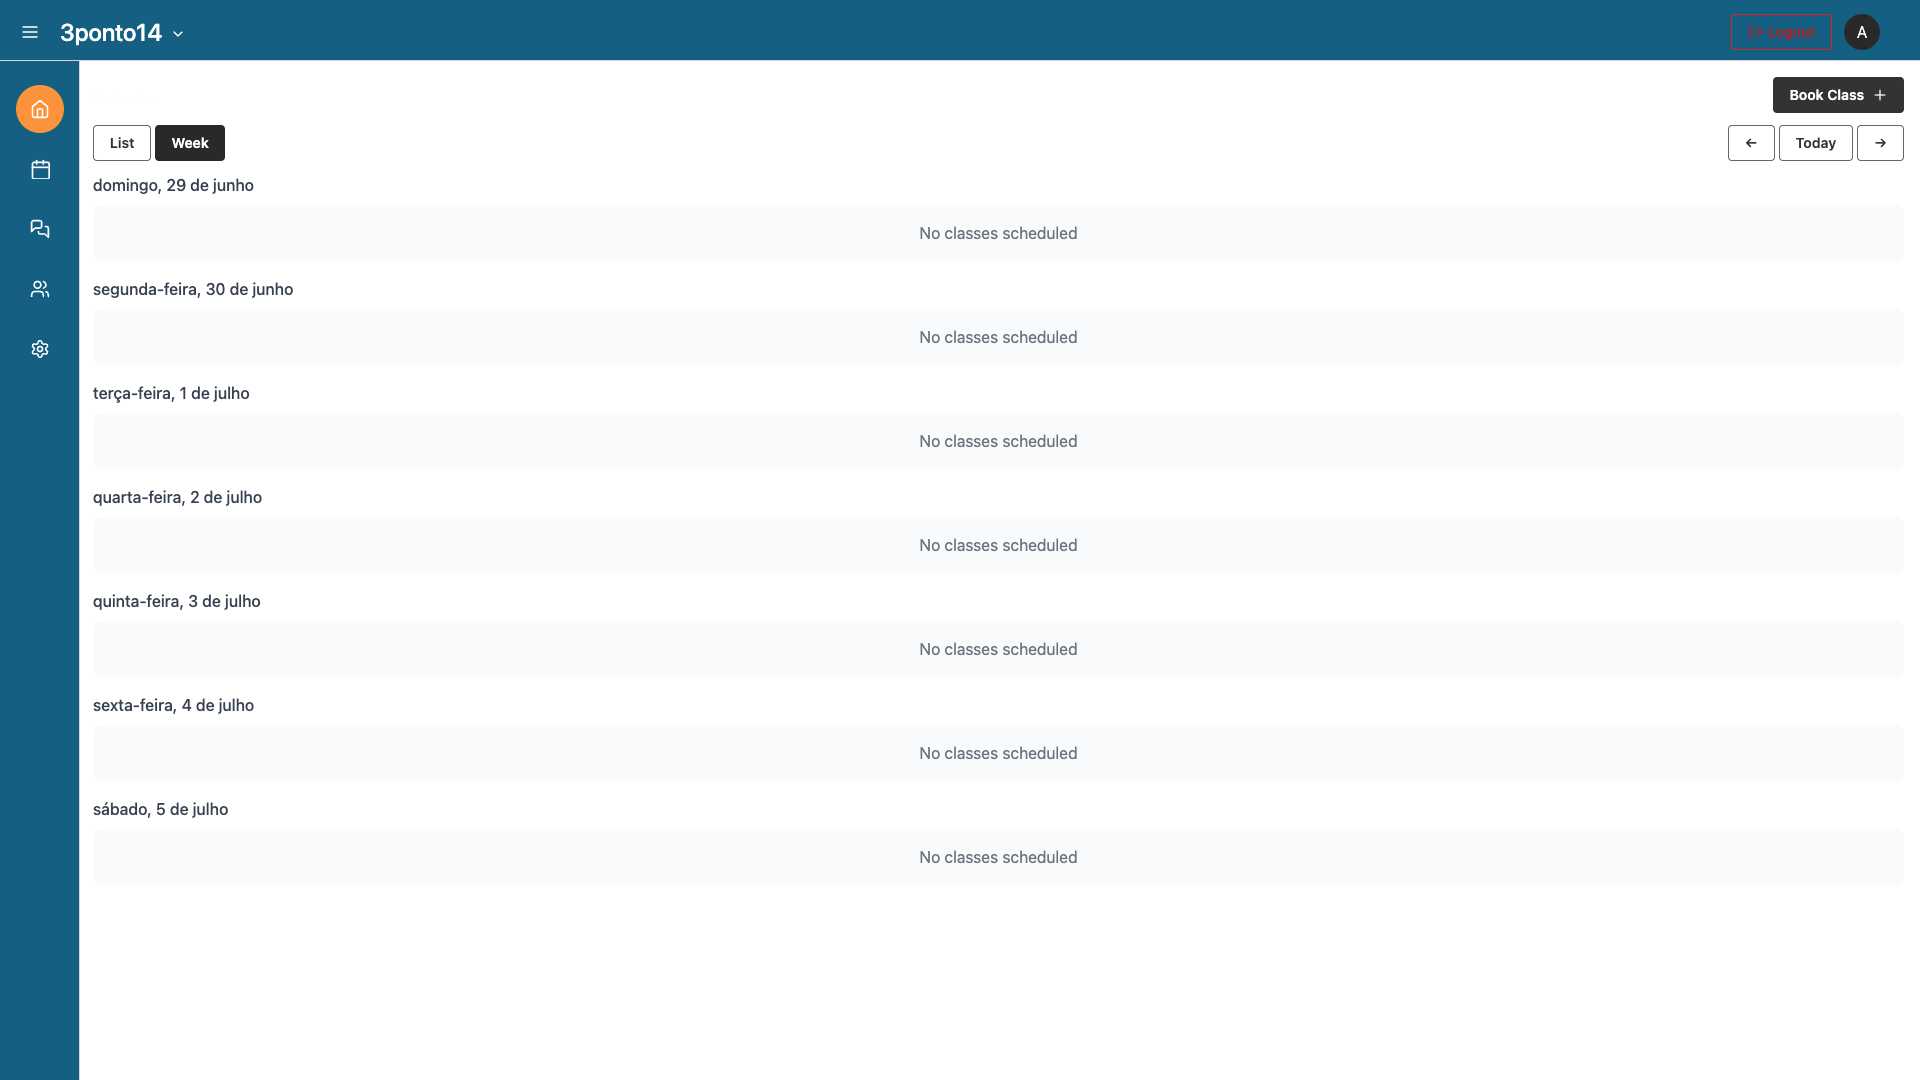 3ponto14
Logout
A
Book Class
List
Week
Today
domingo, 29 de junho
No classes scheduled
segunda-feira, 30 de junho
No classes scheduled
terça-feira, 1 de julho
No classes scheduled
quarta-feira, 2 de julho
No classes scheduled
quinta-feira, 3 de julho
No classes scheduled
sexta-feira, 4 de julho
No classes scheduled
sábado, 5 de julho
No classes scheduled